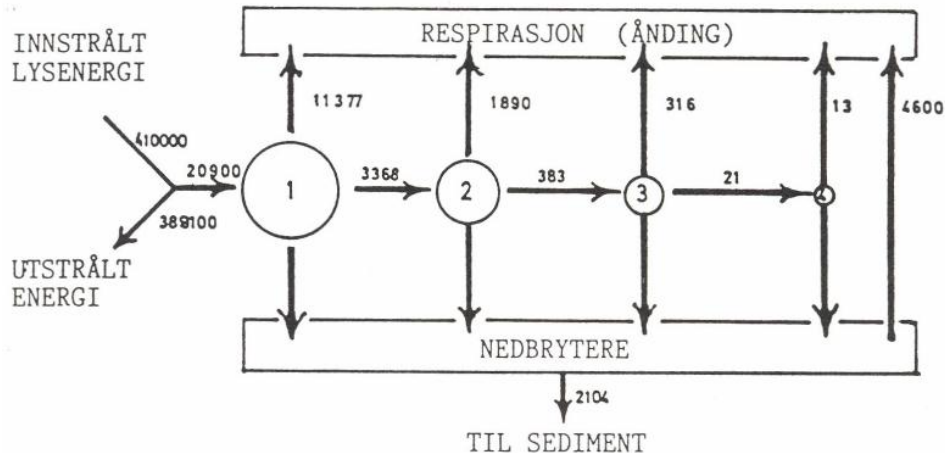 RESPIRASJON (ÅNDING)
INNSTRÅLT
LYSENERGI
11377
1890
316
13
4600
410000
20900
1
3368
2
383
3
21
4
389100
UTSTRÅLT
ENERGI
NEDBRYTERE
2104
TIL SEDIMENT